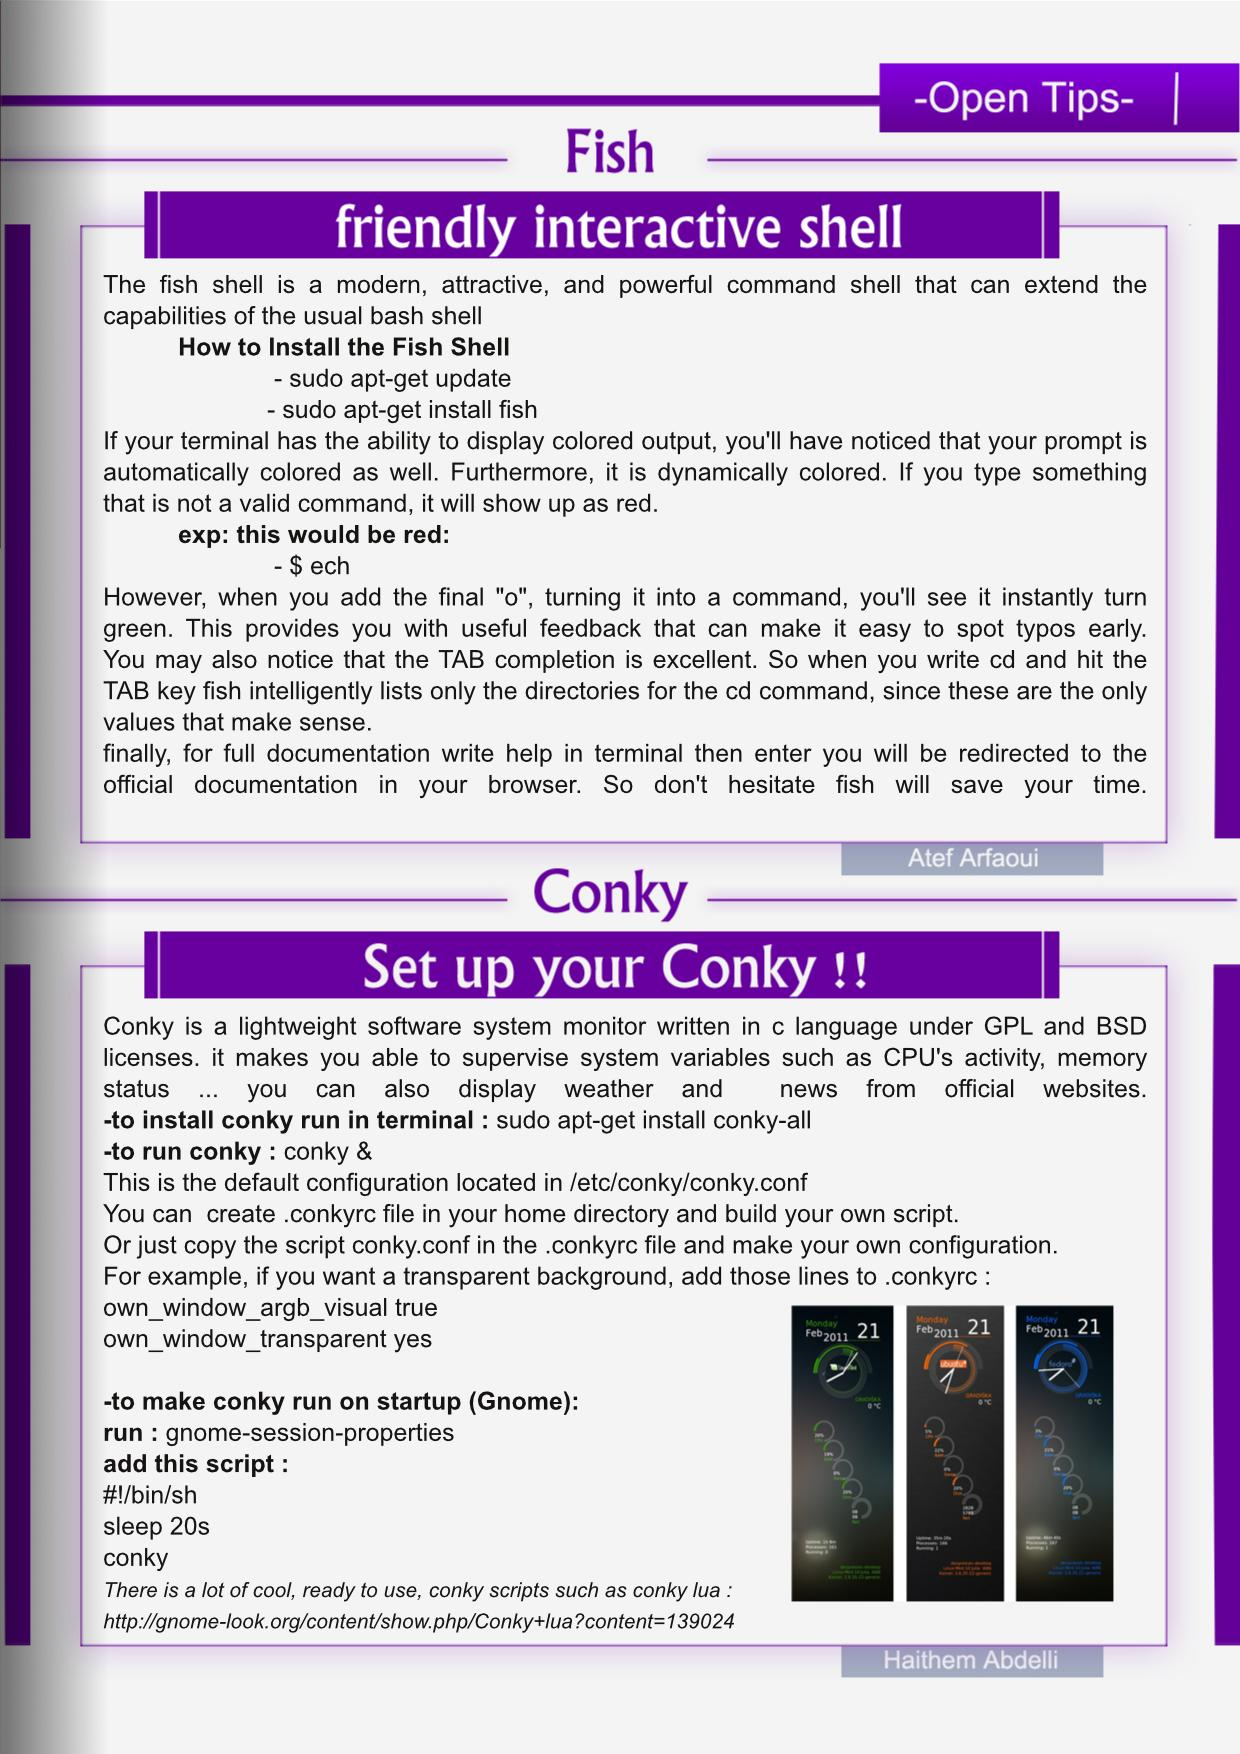 -Open Tips-
Fish
friendly interactive shell
The fish shell is a modern, attractive, and powerful command shell that can extend the
capabilities of the usual bash shell
How to Install the Fish Shell
- sudo apt-get update
- sudo apt-get install fish
If your terminal has the ability to display colored output, you'll have noticed that your prompt is
automatically colored as well. Furthermore, it is dynamically colored. If you type something
that is not a valid command, it will show up as red.
exp: this would be red:
- $ ech
However, when you add the final "o", turning it into a command, you'll see it instantly turn
green. This provides you with useful feedback that can make it easy to spot typos early.
You may also notice that the TAB completion is excellent. So when you write cd and hit the
TAB key fish intelligently lists only the directories for the cd command, since these are the only
values that make sense.
finally, for full documentation write help in terminal then enter you will be redirected to the
official documentation in your browser. So don't hesitate fish will save your time.
Atef Arfaoui
Conky
Set up your Conky !!
Conky is a lightweight software system monitor written in c language under GPL and BSD
licenses. it makes you able to supervise system variables such as CPU's activity, memory
status ... you can also display weather and news from official websites.
-to install conky run in terminal : sudo apt-get install conky-all
-to run conky : conky &
This is the default configuration located in /etc/conky/conky.conf
You can create .conkyrc file in your home directory and build your own script.
Or just copy the script conky.conf in the .conkyrc file and make your own configuration.
For example, if you want a transparent background, add those lines to .conkyrc :
own_window_argb_visual true
own_window_transparent yes
-to make conky run on startup (Gnome):
run : gnome-session-properties
add this script :
#!/bin/sh
sleep 20s
conky
There is a lot of cool, ready to use, conky scripts such as conky lua :
http://gnome-look.org/content/show.php/Conky+lua?content=139024
Monday
Feb 2011 21
0 °C
Monday
Feb 2011 21
ubuntu
0 °C
Monday
Feb 2011 21
fedora
0 °C
Haithem Abdelli